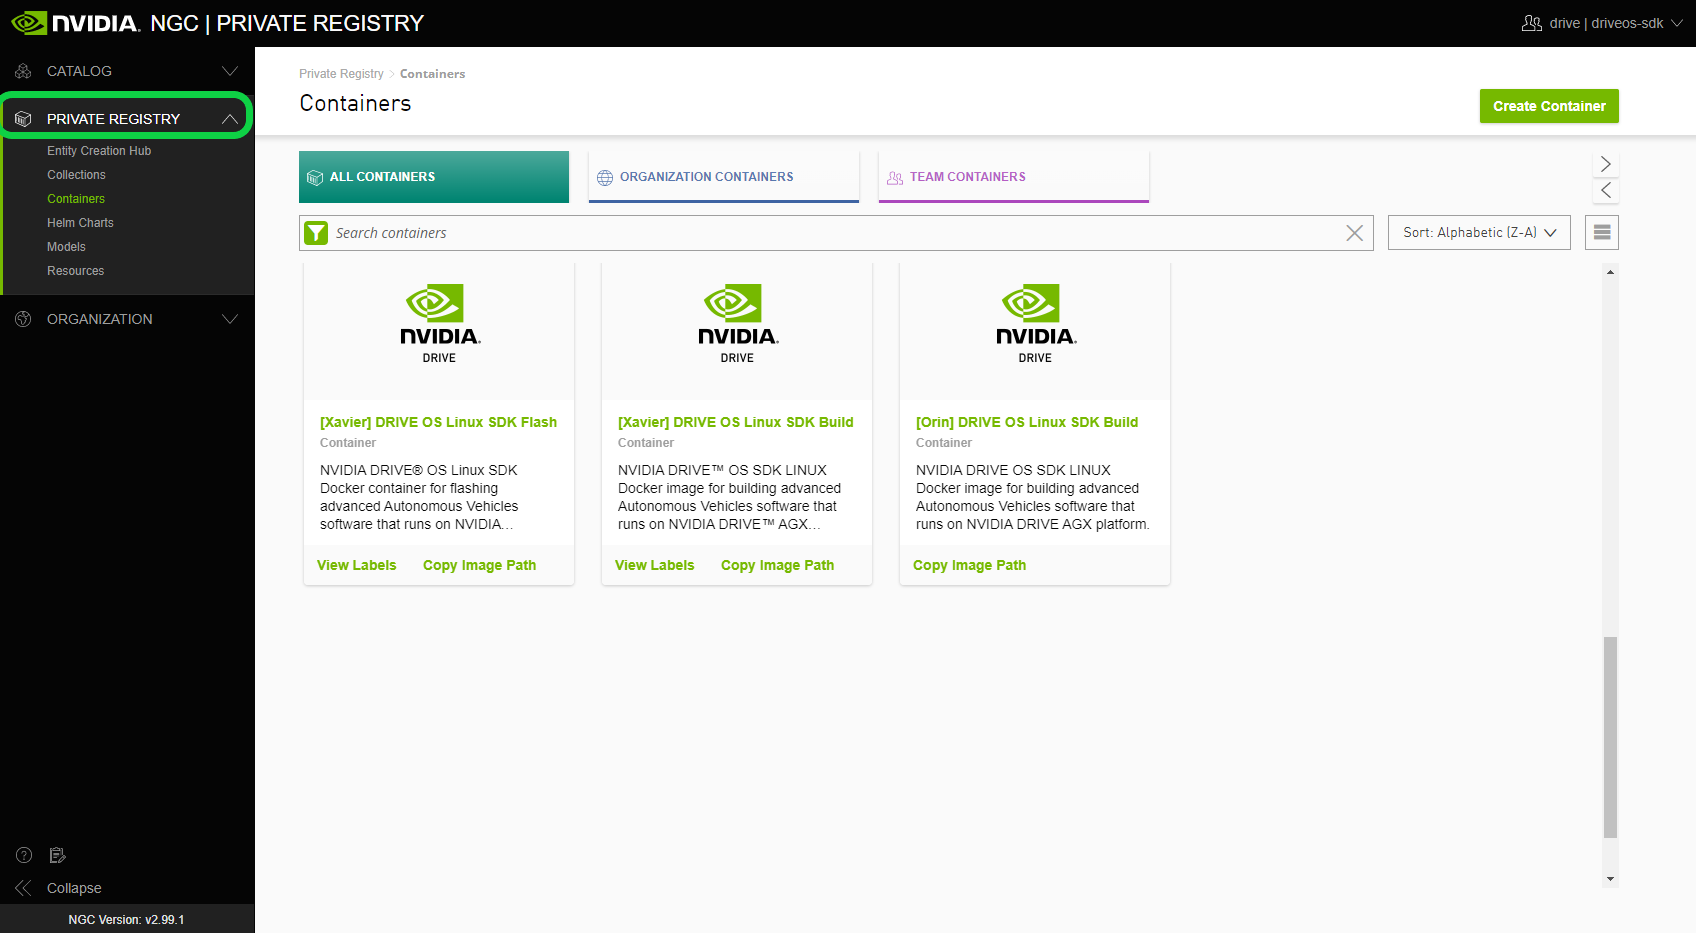 NVIDIA. NGC | PRIVATE REGISTRY
drive | driveos-sdk
CATALOG
PRIVATE REGISTRY
Entity Creation Hub
Collections
Containers
Helm Charts
Models
Resources
ORGANIZATION
? 
Collapse
NGC Version: v2.99.1
Private Registry > Containers
Containers
Create Container
ALL CONTAINERS
ORGANIZATION CONTAINERS
TEAM CONTAINERS
Search containers
Sort: Alphabetic (Z-A)
NVIDIA.
DRIVE
[Xavier] DRIVE OS Linux SDK Flash
Container
NVIDIA DRIVE® OS Linux SDK
Docker container for flashing
advanced Autonomous Vehicles
software that runs on NVIDIA...
View Labels
Copy Image Path
NVIDIA.
DRIVE
[Xavier] DRIVE OS Linux SDK Build
Container
NVIDIA DRIVE™ OS SDK LINUX
Docker image for building advanced
Autonomous Vehicles software that
runs on NVIDIA DRIVE™ AGX...
View Labels
Copy Image Path
NVIDIA.
DRIVE
[Orin] DRIVE OS Linux SDK Build
Container
NVIDIA DRIVE OS SDK LINUX
Docker image for building advanced
Autonomous Vehicles software that
runs on NVIDIA DRIVE AGX platform.
Copy Image Path